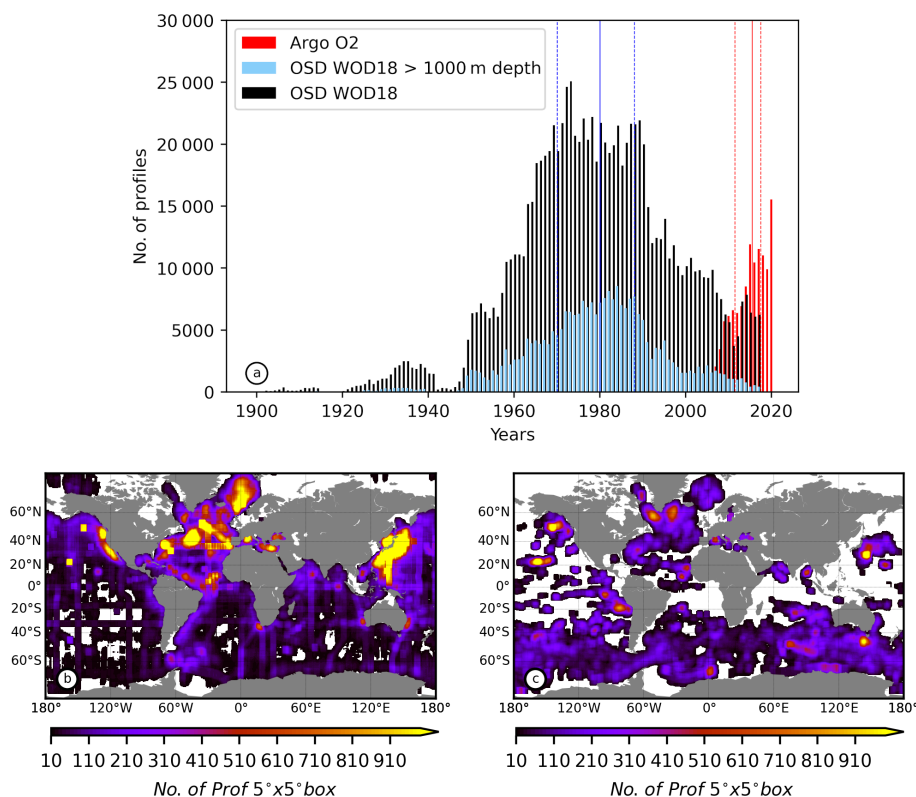 30 000
25 000
20 000
15 000
10 000
5000
0
No. of profiles
Argo O2
OSD WOD18 > 1000 m depth
OSD WOD18
a
1900 1920 1940 1960 1980 2000 2020
Years
60°N
40°N
20°N
0°
20°S
40°S
60°S
b
180° 120°W 60°W 0° 60°E 120°E 180°
10 110 210 310 410 510 610 710 810 910
No. of Prof 5°x5°box
60°N
40°N
20°N
0°
20°S
40°S
60°S
c
180° 120°W 60°W 0° 60°E 120°E 180°
10 110 210 310 410 510 610 710 810 910
No. of Prof 5°x5°box